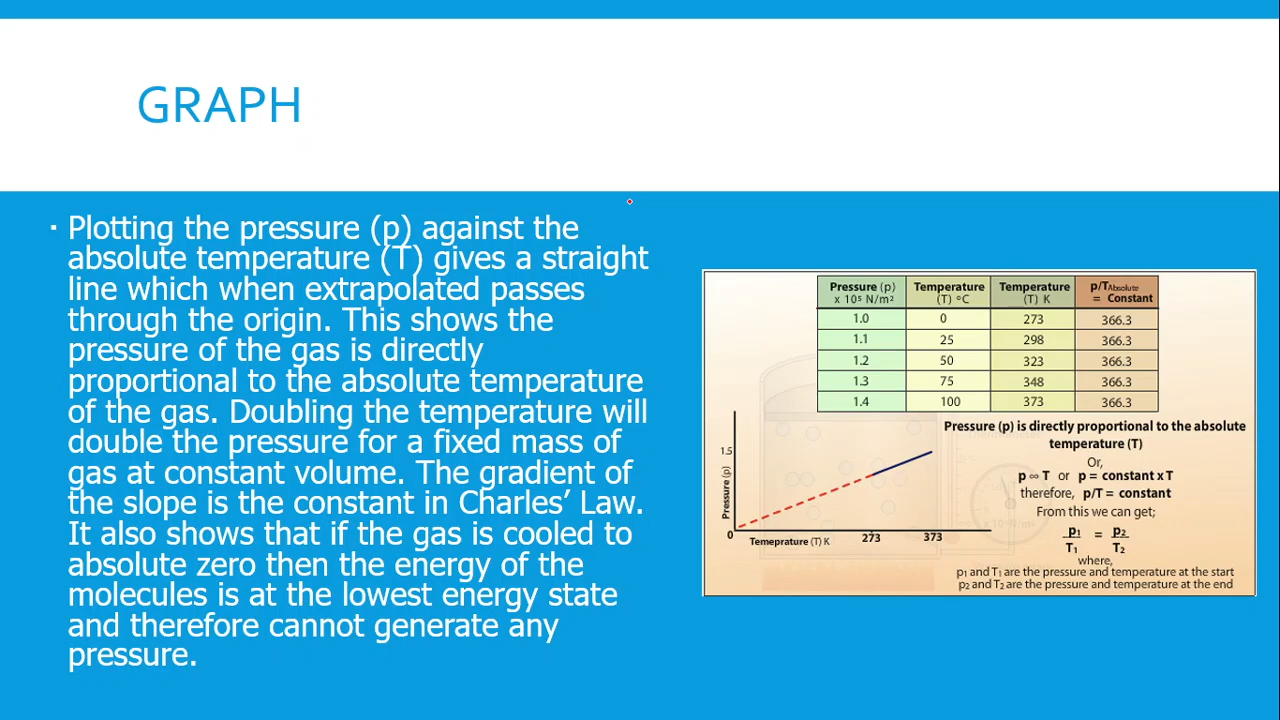 GRAPH
▪ Plotting the pressure (p) against the
absolute temperature (T) gives a straight
line which when extrapolated passes
through the origin. This shows the
pressure of the gas is directly
proportional to the absolute temperature
of the gas. Doubling the temperature will
double the pressure for a fixed mass of
gas at constant volume. The gradient of
the slope is the constant in Charles’ Law.
It also shows that if the gas is cooled to
absolute zero then the energy of the
molecules is at the lowest energy state
and therefore cannot generate any
pressure.
Pressure (p) Temperature Temperature p/TAbsolute
x 10⁵ N/m² (T) °C (T) K = Constant
1.0 0 273 366.3
1.1 25 298 366.3
1.2 50 323 366.3
1.3 75 348 366.3
1.4 100 373 366.3
Pressure (p)
1.5
0
Temeprature (T) K
273
373
Pressure (p) is directly proportional to the absolute
temperature (T)
Or,
p ∞ T or p = constant x T
therefore, p/T = constant
From this we can get;
p₁ = p₂
T₁ T₂
where,
p₁ and T₁ are the pressure and temperature at the start
p₂ and T₂ are the pressure and temperature at the end